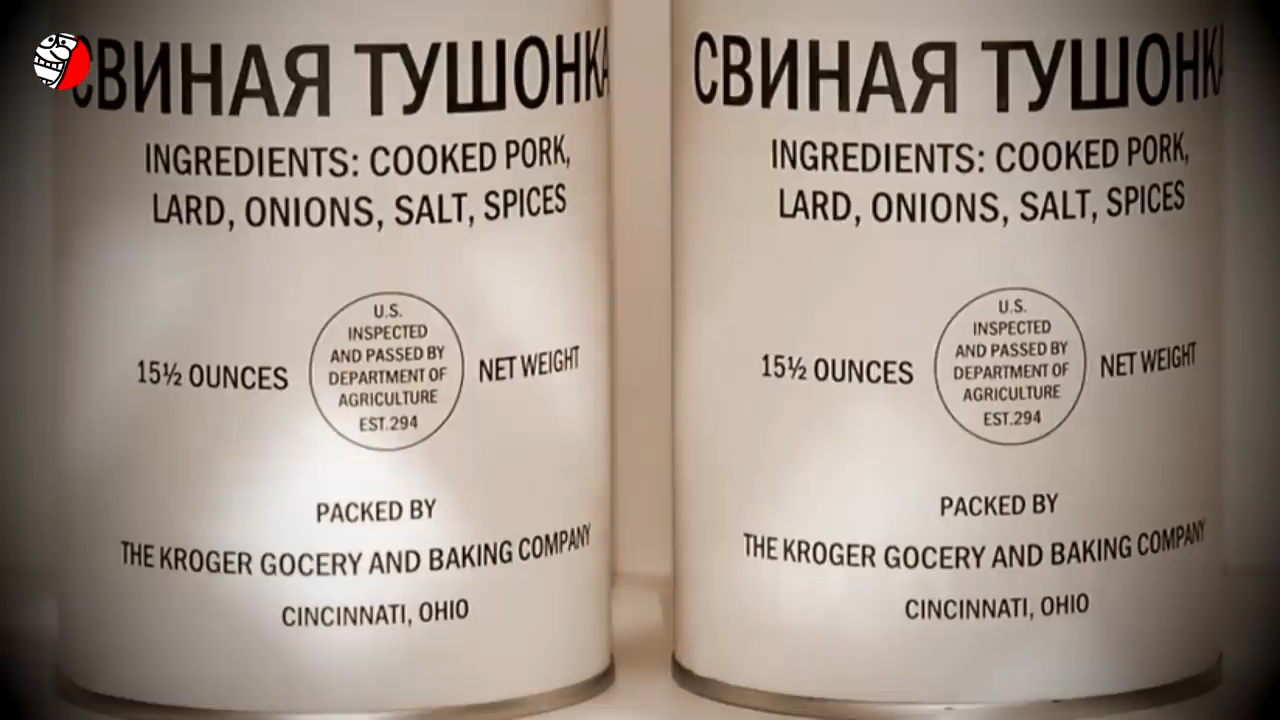 СВИНАЯ ТУШОНКА
INGREDIENTS: COOKED PORK,
LARD, ONIONS, SALT, SPICES
15½ OUNCES
U.S.
INSPECTED
AND PASSED BY
DEPARTMENT OF
AGRICULTURE
EST.294
NET WEIGHT
PACKED BY
THE KROGER GOCERY AND BAKING COMPANY
CINCINNATI, OHIO
СВИНАЯ ТУШОНКА
INGREDIENTS: COOKED PORK,
LARD, ONIONS, SALT, SPICES
15½ OUNCES
U.S.
INSPECTED
AND PASSED BY
DEPARTMENT OF
AGRICULTURE
EST.294
NET WEIGHT
PACKED BY
THE KROGER GOCERY AND BAKING COMPANY
CINCINNATI, OHIO